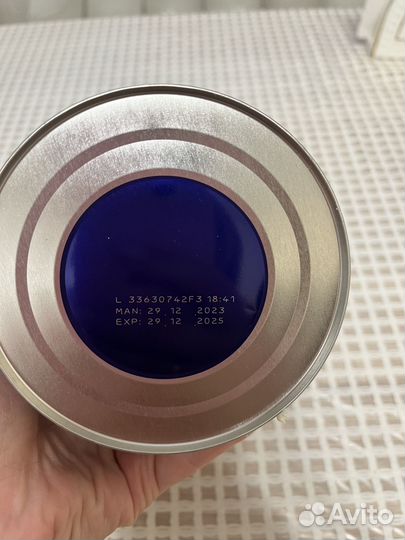 L 33630742F3 18:41
MAN: 29 . 12 . 2023
EXP: 29 . 12 . 2025
Avito